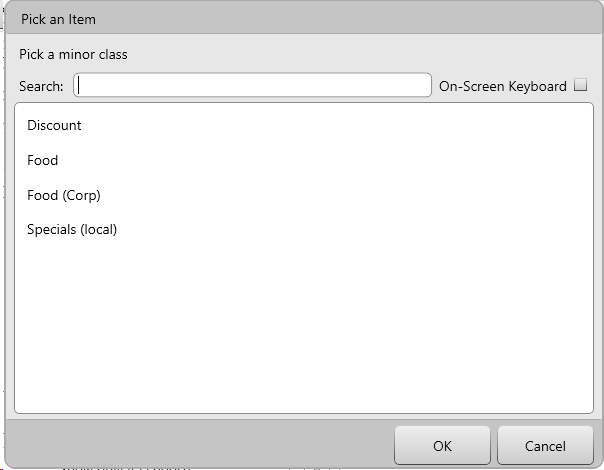 Pick an Item
Pick a minor class
Search: On-Screen Keyboard
Discount
Food
Food (Corp)
Specials (local)
OK Cancel